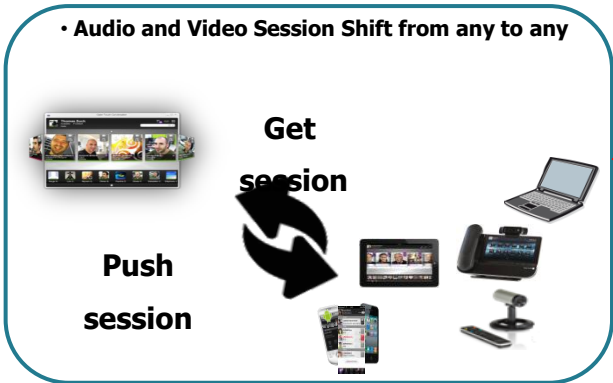 • Audio and Video Session Shift from any to any
Get
session
Push
session